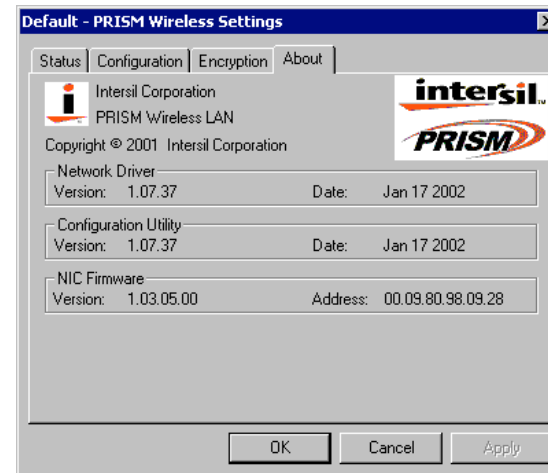 Default - PRISM Wireless Settings
Status Configuration Encryption About
Intersil Corporation
PRISM Wireless LAN
Copyright © 2001 Intersil Corporation
intersil
PRISM
Network Driver
Version: 1.07.37 Date: Jan 17 2002
Configuration Utility
Version: 1.07.37 Date: Jan 17 2002
NIC Firmware
Version: 1.03.05.00 Address: 00.09.80.98.09.28
OK Cancel Apply